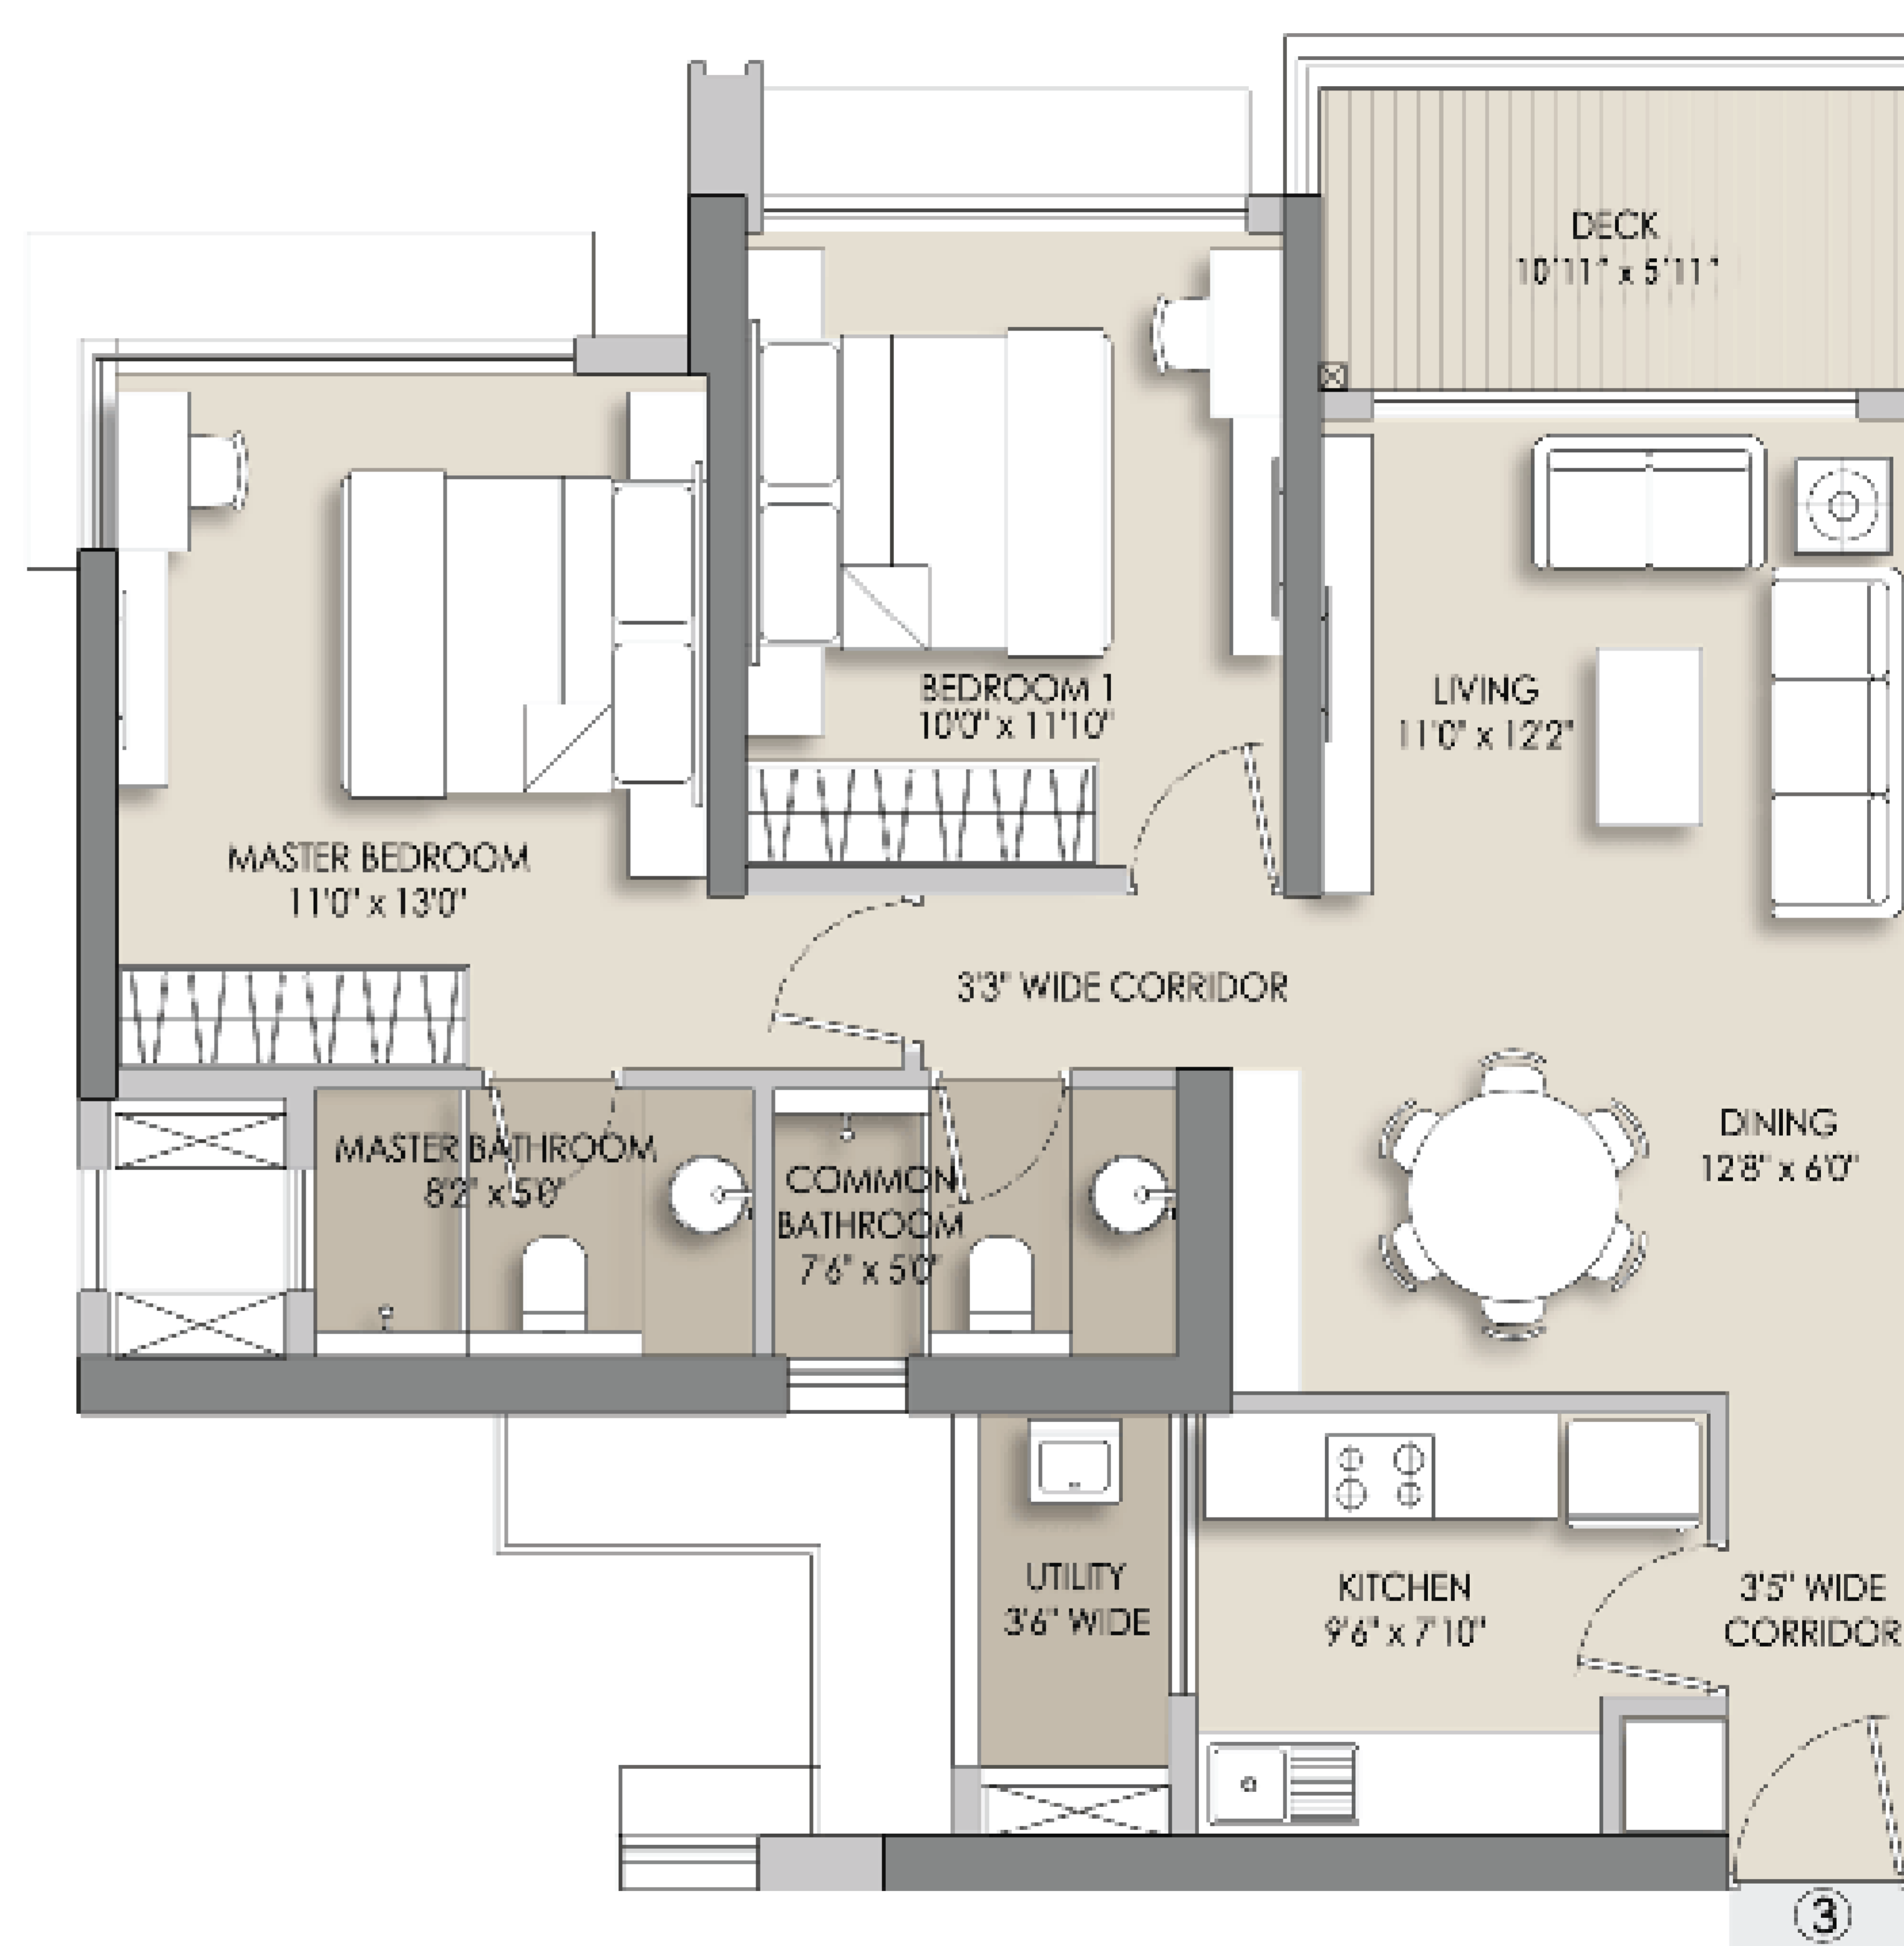 DECK
10'11" x 5'11"
BEDROOM 1
10'0" x 11'10"
LIVING
11'0" x 12'2"
MASTER BEDROOM
11'0" x 13'0"
3'3" WIDE CORRIDOR
DINING
12'8" x 6'0"
MASTER BATHROOM
8'2" x 5'0"
COMMON
BATHROOM
7'6" x 5'0"
UTILITY
3'6" WIDE
KITCHEN
9'6" x 7'10"
3'5" WIDE
CORRIDOR
3